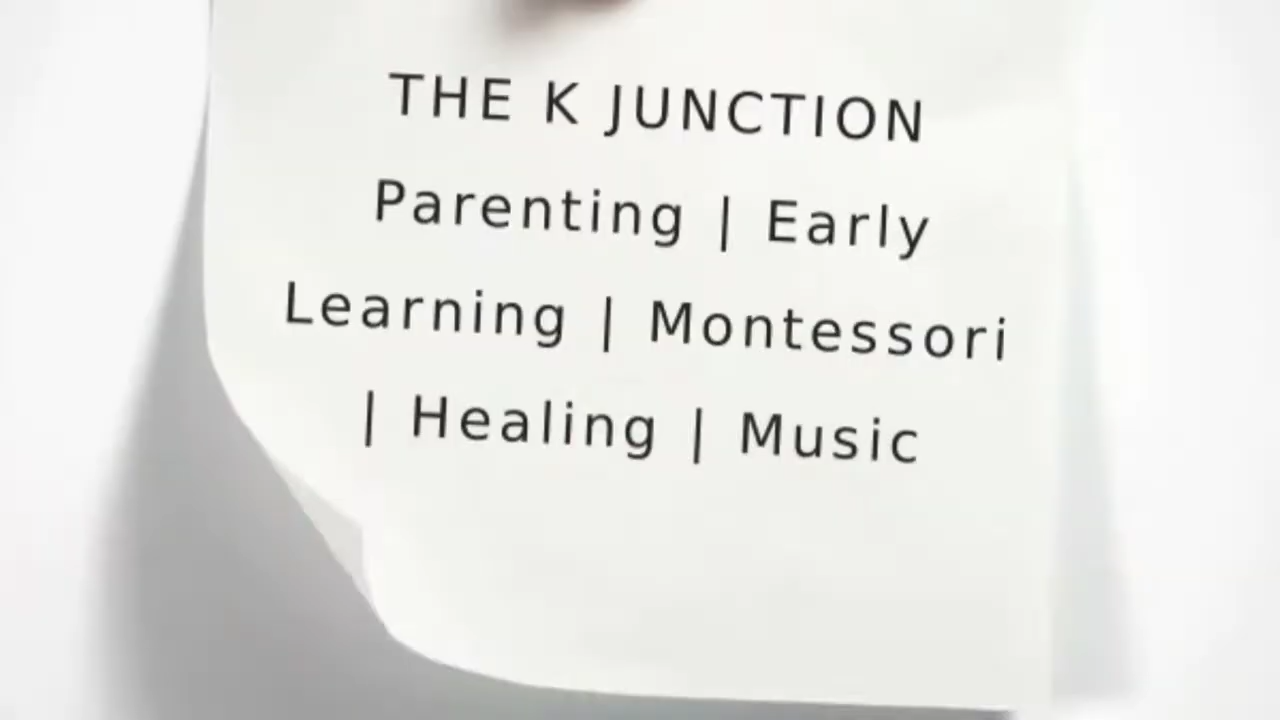 THE K JUNCTION
Parenting | Early
Learning | Montessori
| Healing | Music